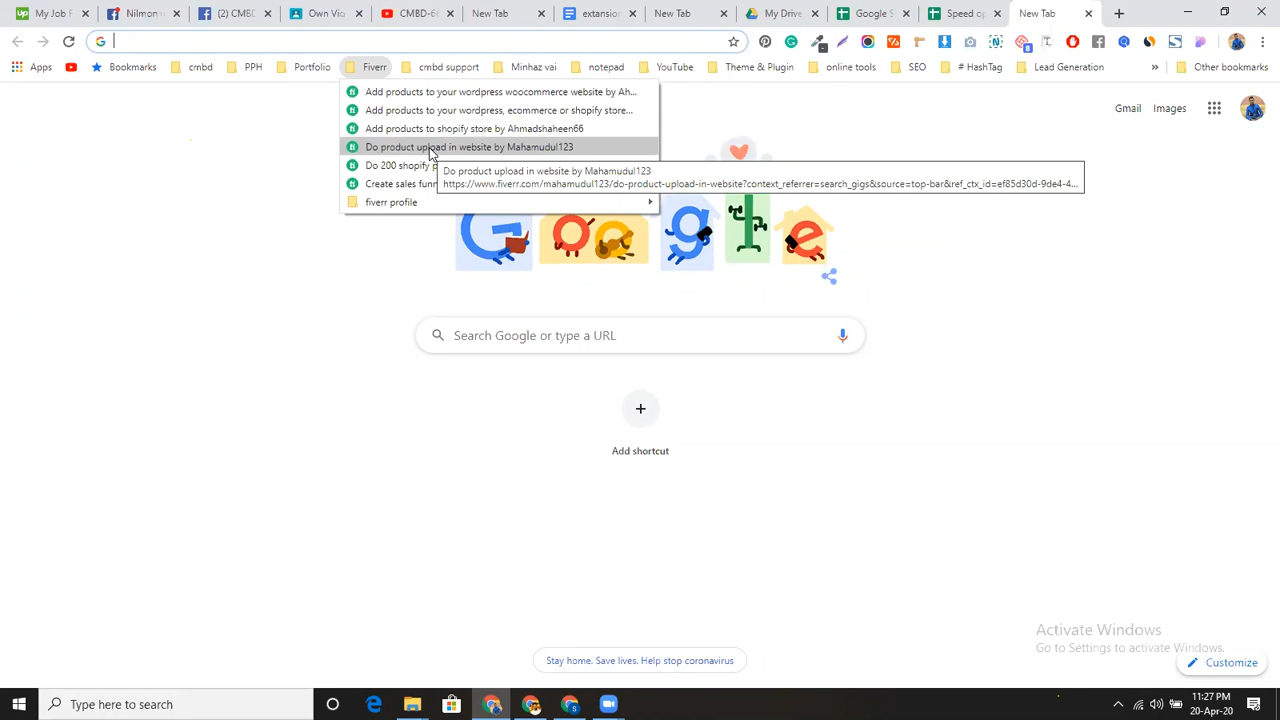 My Job F
Nilmon
(2) CMBD
Own Vi
CMBD-6
New Tab
extansion
New Tab
My Drive
Google S
Speed op
New Tab
Apps
Bookmarks
cmbd
PPH
Portfolio
Fiverr
cmbd support
Minhaz vai
notepad
YouTube
Theme & Plugin
online tools
SEO
# HashTag
Lead Generation
»
Other bookmarks
Add products to your wordpress woocommerce website by Ah...
Add products to your wordpress, ecommerce or shopify store...
Add products to shopify store by Ahmadshaheen66
Do product upload in website by Mahamudul123
Do 200 shopify p
Create sales funn
fiverr profile
Do product upload in website by Mahamudul123
https://www.fiverr.com/mahamudul123/do-product-upload-in-website?context_referrer=search_gigs&source=top-bar&ref_ctx_id=ef85d30d-9de4-4...
Gmail
Images
Search Google or type a URL
Add shortcut
Stay home. Save lives. Help stop coronavirus
Activate Windows
Go to Settings to activate Windows.
Customize
Type here to search
11:27 PM
20-Apr-20